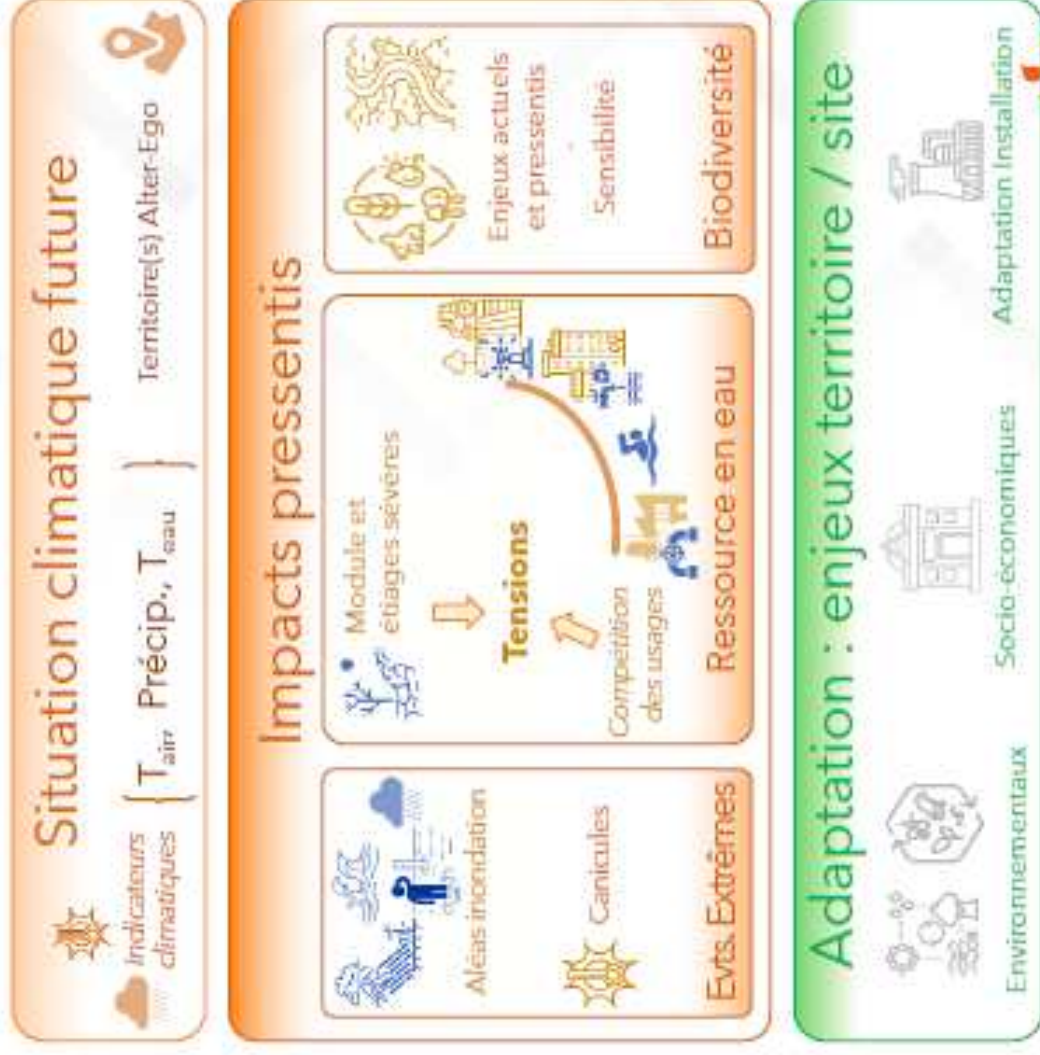 Situation climatique future
Indicateurs
climatiques
{ T air, Précip., T eau }
Territoire(s) Alter-Ego
Impacts pressentis
Aléas inondation
Canicules
Evts. Extrêmes
Module et
étiages sévères
Tensions
Compétition
des usages
Ressource en eau
Enjeux actuels
et pressentis
Sensibilité
Biodiversité
Adaptation : enjeux territoire / site
Environnementaux
Socio-économiques
Adaptation Installation